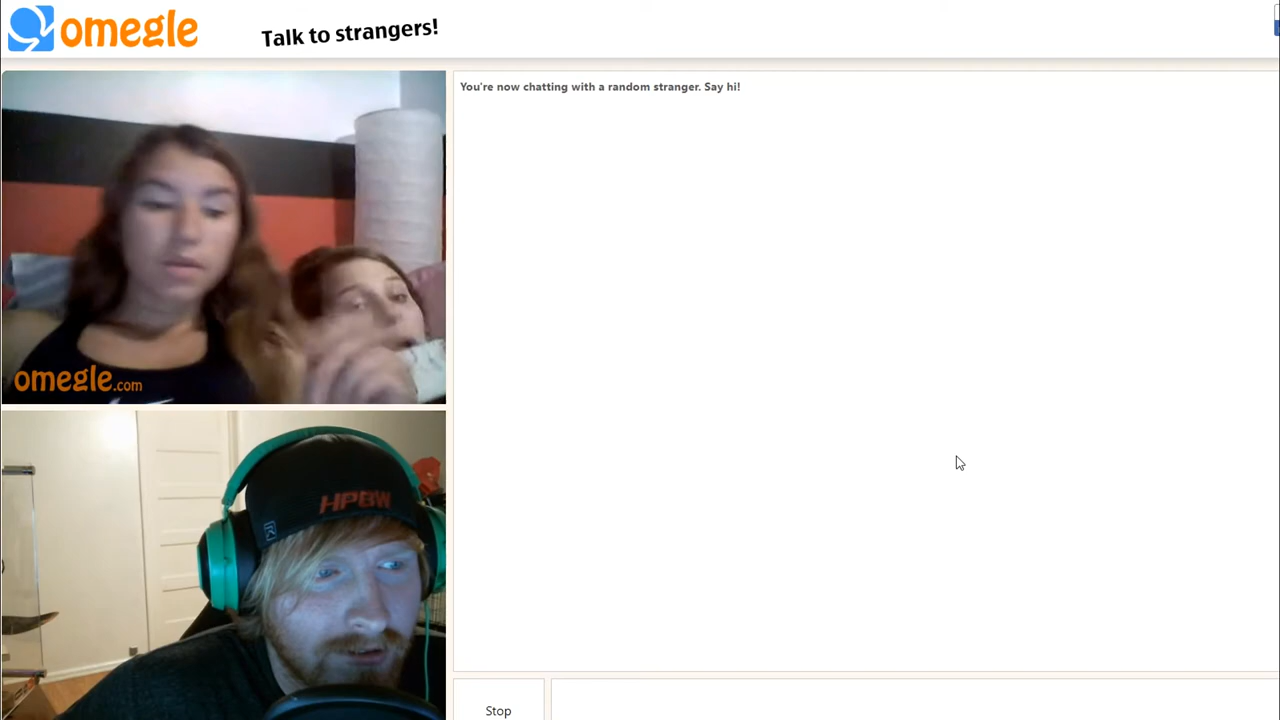 omegle
Talk to strangers!
You're now chatting with a random stranger. Say hi!
omegle.com
HPBW
Stop